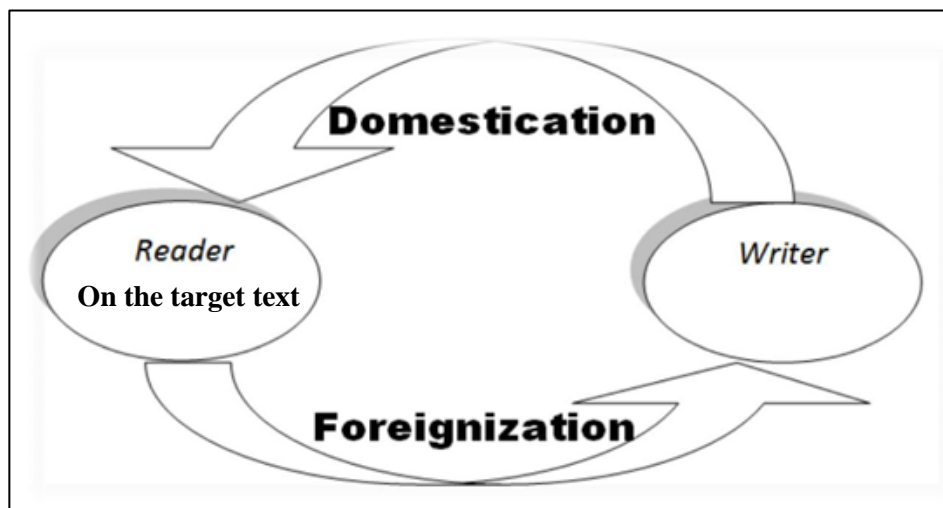 Domestication
Reader
On the target text
Writer
Foreignization